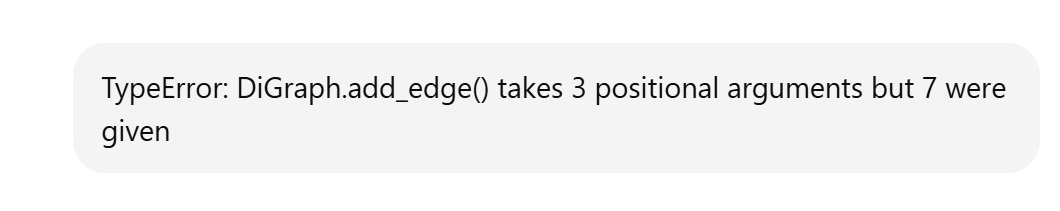 TypeError: DiGraph.add_edge() takes 3 positional arguments but 7 were
given